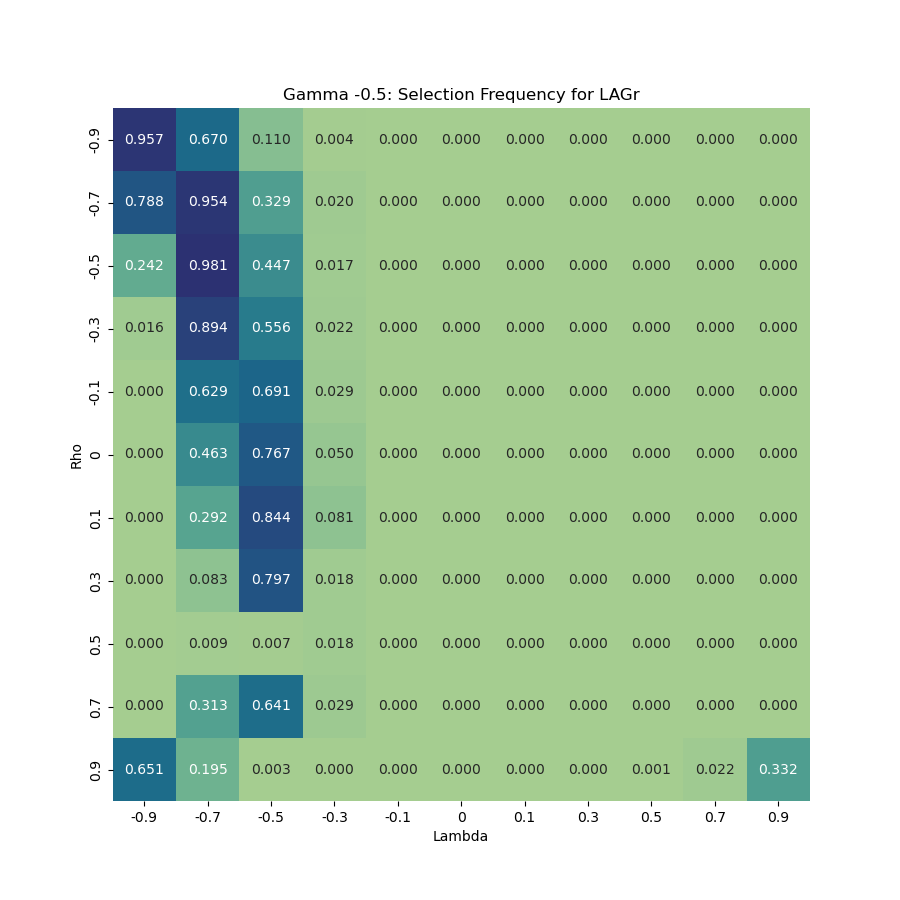 Gamma -0.5: Selection Frequency for LAGr
-0.9 0.957 0.670 0.110 0.004 0.000 0.000 0.000 0.000 0.000 0.000 0.000
-0.7 0.788 0.954 0.329 0.020 0.000 0.000 0.000 0.000 0.000 0.000 0.000
-0.5 0.242 0.981 0.447 0.017 0.000 0.000 0.000 0.000 0.000 0.000 0.000
-0.3 0.016 0.894 0.556 0.022 0.000 0.000 0.000 0.000 0.000 0.000 0.000
-0.1 0.000 0.629 0.691 0.029 0.000 0.000 0.000 0.000 0.000 0.000 0.000
Rho
0 0.000 0.463 0.767 0.050 0.000 0.000 0.000 0.000 0.000 0.000 0.000
0.1 0.000 0.292 0.844 0.081 0.000 0.000 0.000 0.000 0.000 0.000 0.000
0.3 0.000 0.083 0.797 0.018 0.000 0.000 0.000 0.000 0.000 0.000 0.000
0.5 0.000 0.009 0.007 0.018 0.000 0.000 0.000 0.000 0.000 0.000 0.000
0.7 0.000 0.313 0.641 0.029 0.000 0.000 0.000 0.000 0.000 0.000 0.000
0.9 0.651 0.195 0.003 0.000 0.000 0.000 0.000 0.000 0.001 0.022 0.332
-0.9 -0.7 -0.5 -0.3 -0.1 0 0.1 0.3 0.5 0.7 0.9
Lambda